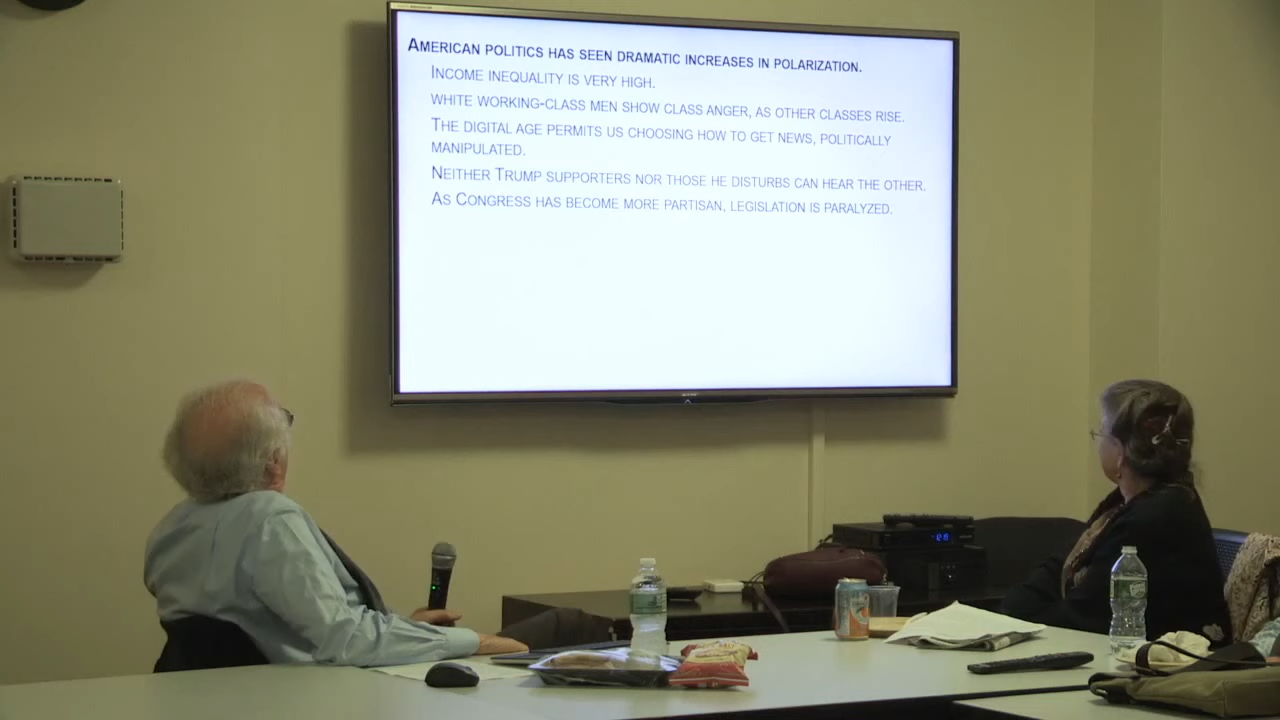 AMERICAN POLITICS HAS SEEN DRAMATIC INCREASES IN POLARIZATION.
INCOME INEQUALITY IS VERY HIGH.
WHITE WORKING-CLASS MEN SHOW CLASS ANGER, AS OTHER CLASSES RISE.
THE DIGITAL AGE PERMITS US CHOOSING HOW TO GET NEWS, POLITICALLY
MANIPULATED.
NEITHER TRUMP SUPPORTERS NOR THOSE HE DISTURBS CAN HEAR THE OTHER.
AS CONGRESS HAS BECOME MORE PARTISAN, LEGISLATION IS PARALYZED.